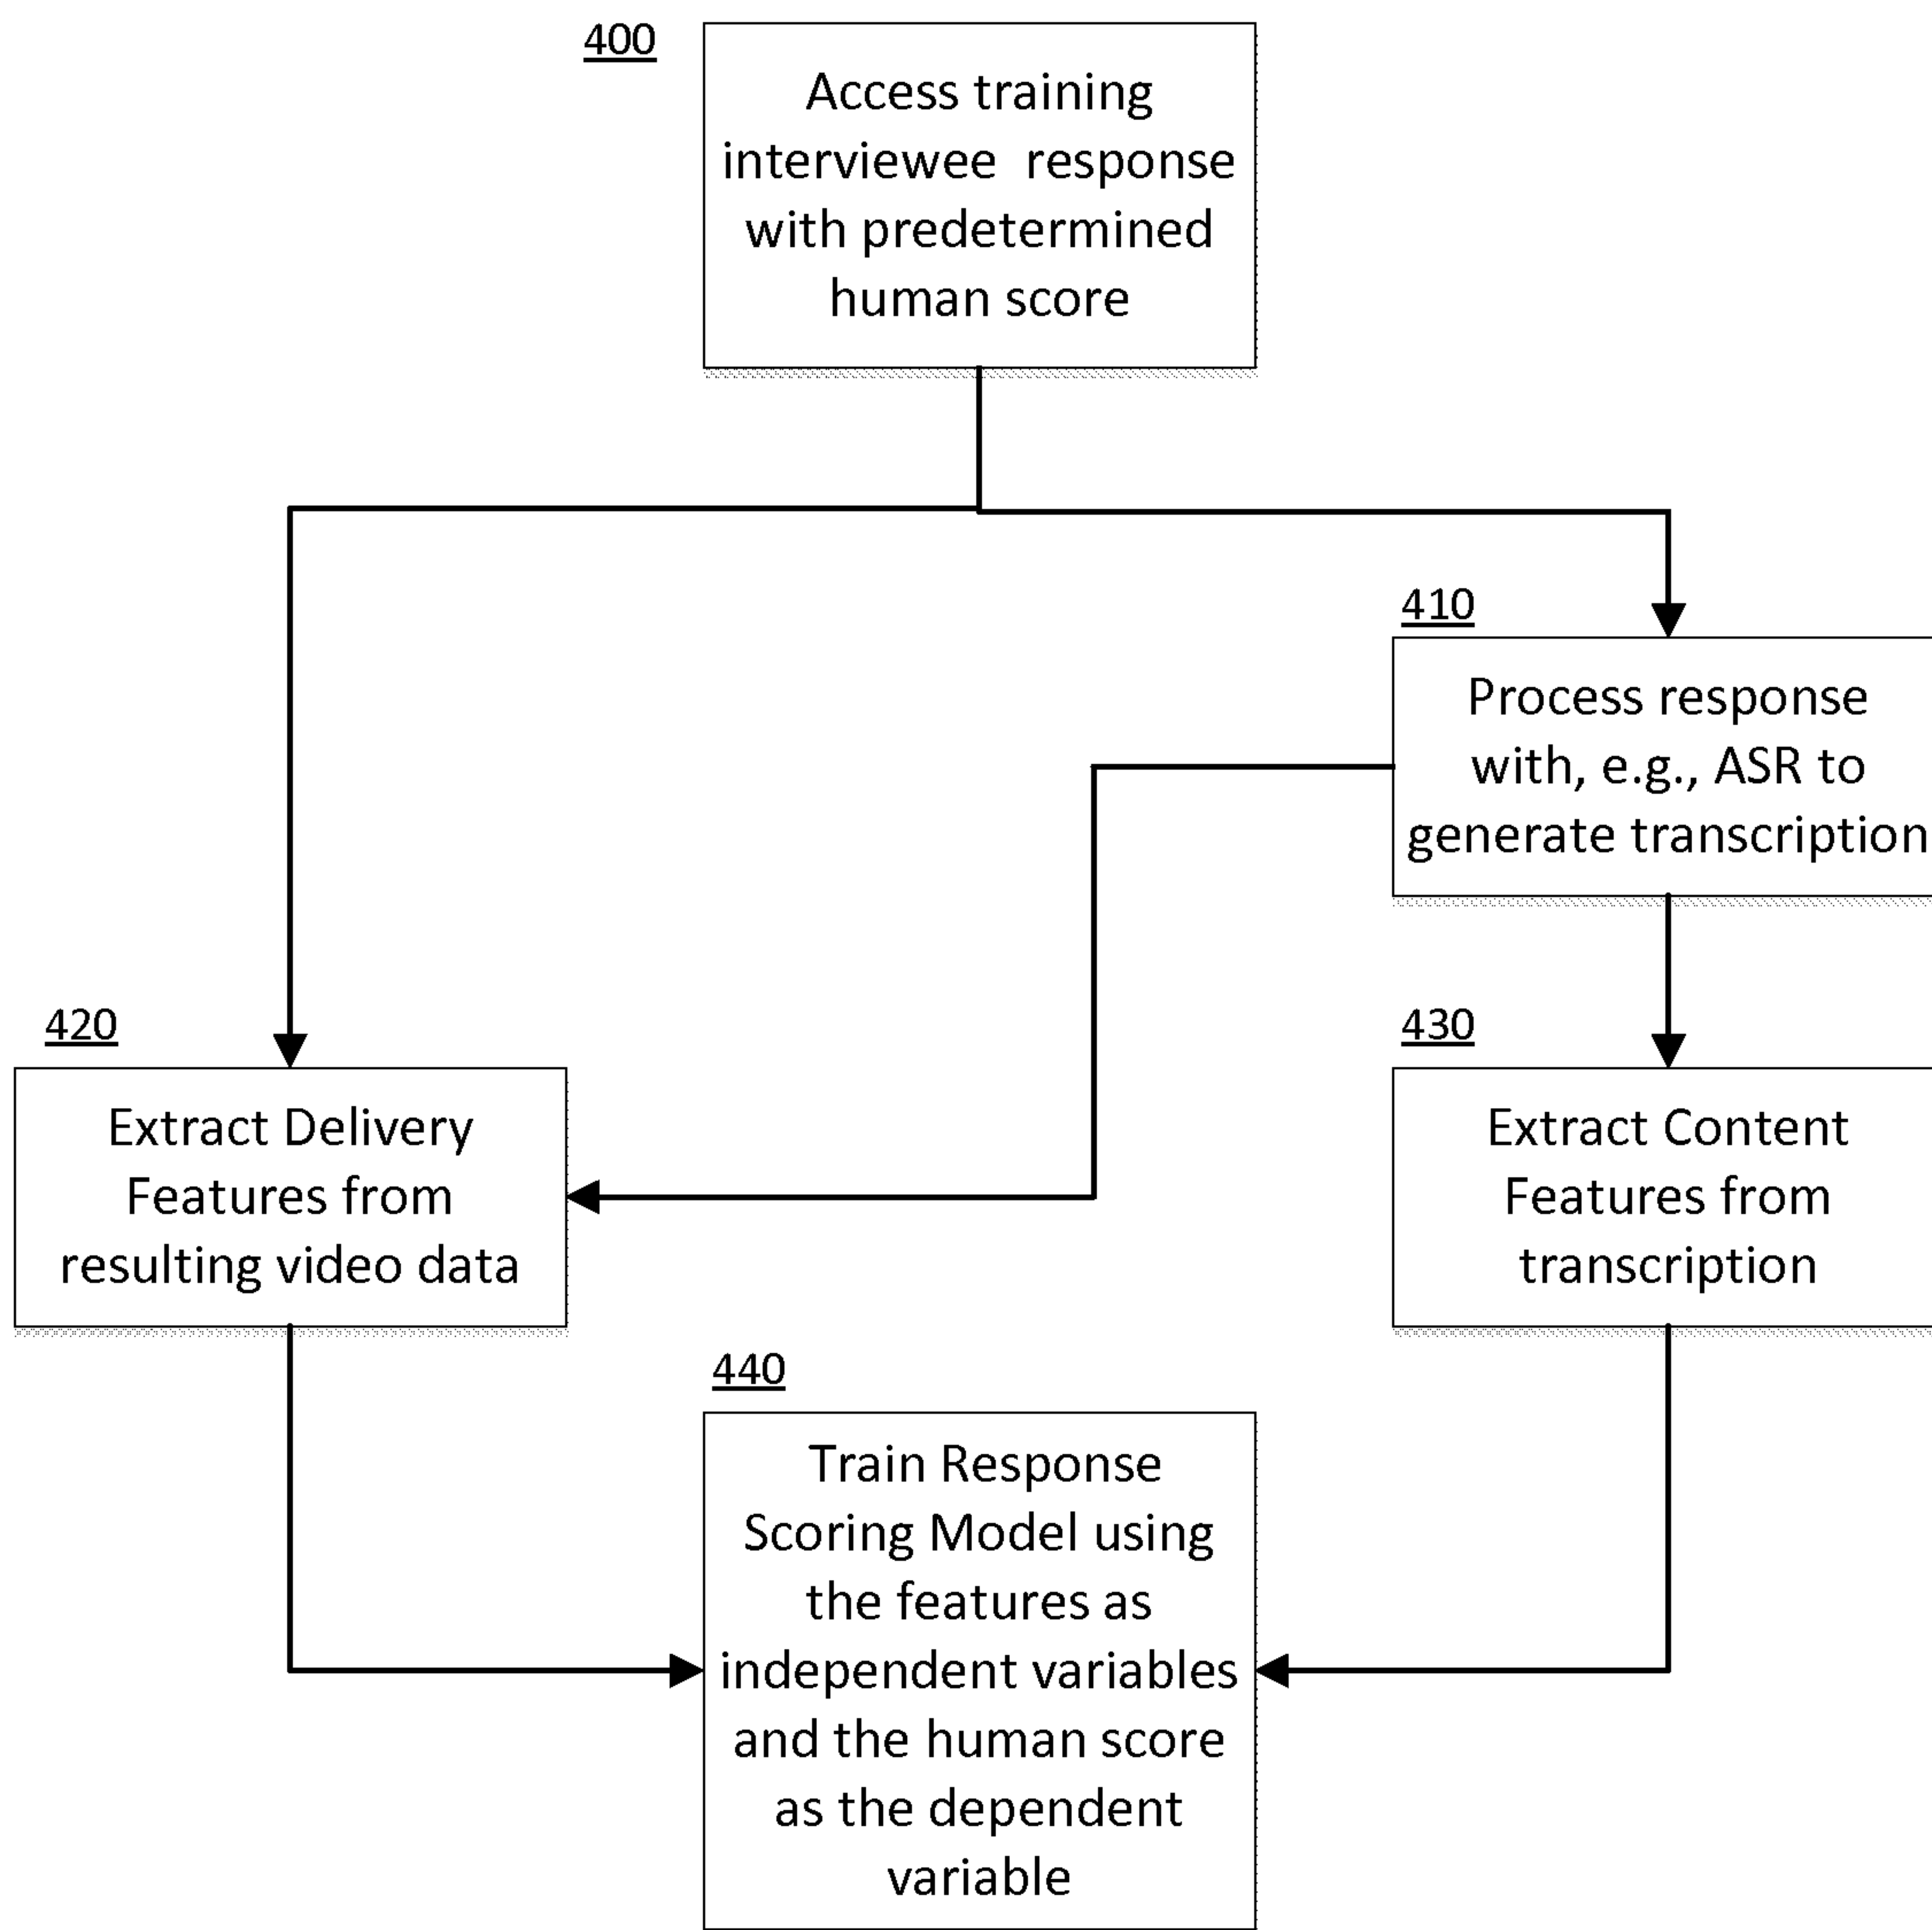 400
Access training
interviewee response
with predetermined
human score
410
Process response
with, e.g., ASR to
generate transcription
420
Extract Delivery
Features from
resulting video data
430
Extract Content
Features from
transcription
440
Train Response
Scoring Model using
the features as
independent variables
and the human score
as the dependent
variable